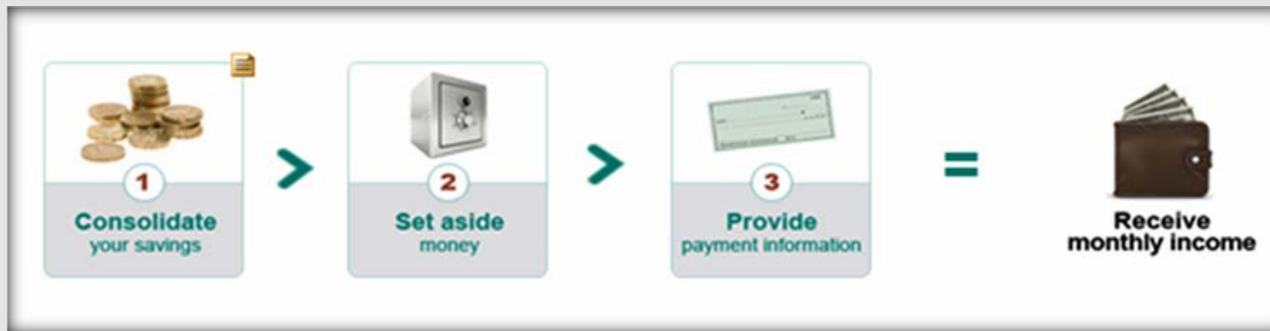 1
Consolidate
your savings
>
2
Set aside
money
>
3
Provide
payment information
=
Receive
monthly income